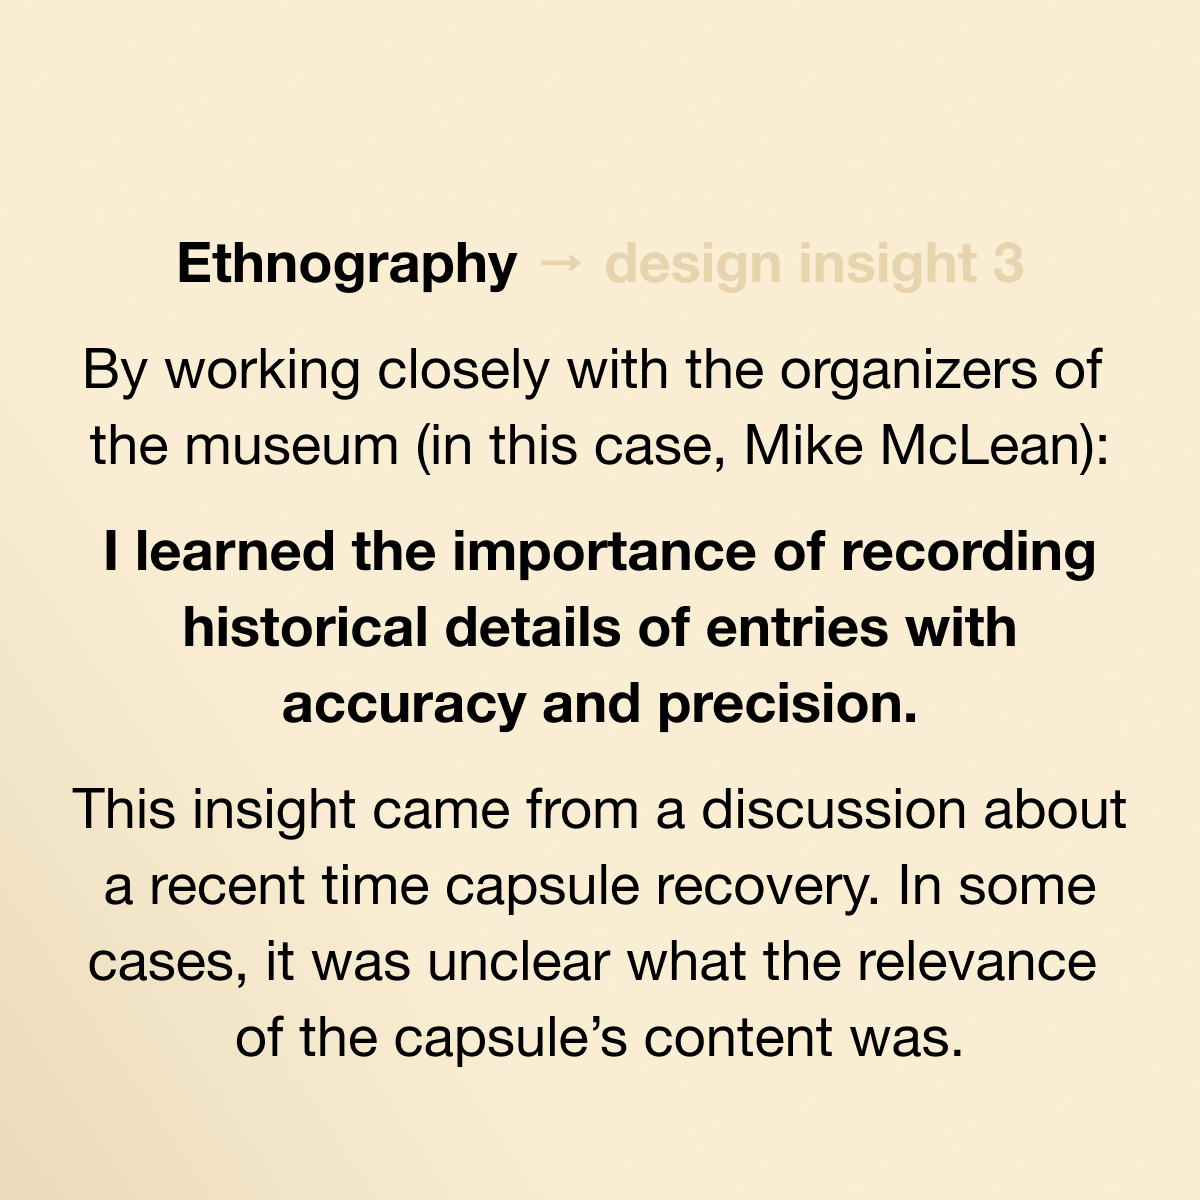 Ethnography → design insight 3
By working closely with the organizers of
the museum (in this case, Mike McLean):
I learned the importance of recording
historical details of entries with
accuracy and precision.
This insight came from a discussion about
a recent time capsule recovery. In some
cases, it was unclear what the relevance
of the capsule’s content was.